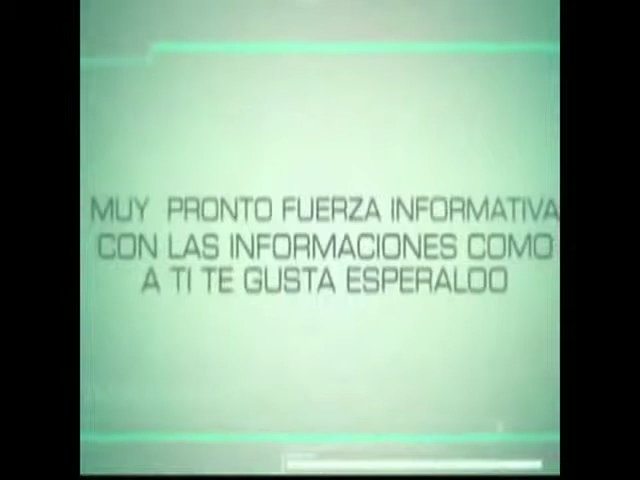 MUY PRONTO FUERZA INFORMATIVA
CON LAS INFORMACIONES COMO
A TI TE GUSTA ESPERALOO